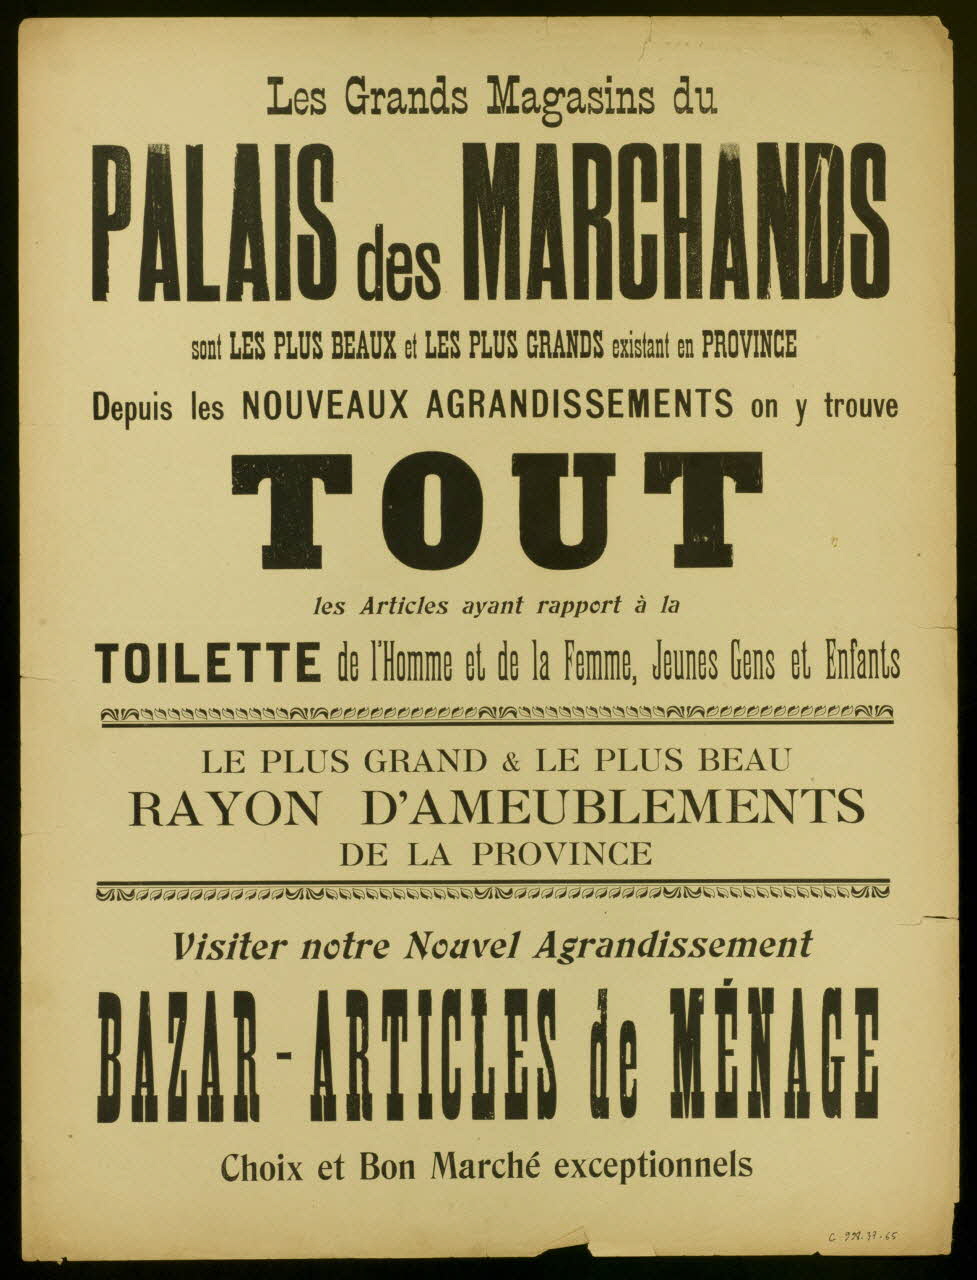 Les Grands Magasins du
PALAIS des MARCHANDS
sont LES PLUS BEAUX et LES PLUS GRANDS existant en PROVINCE
Depuis les NOUVEAUX AGRANDISSEMENTS on y trouve
TOUT
les Articles ayant rapport à la
TOILETTE de l'Homme et de la Femme, Jeunes Gens et Enfants
LE PLUS GRAND & LE PLUS BEAU
RAYON D'AMEUBLEMENTS
DE LA PROVINCE
Visiter notre Nouvel Agrandissement
BAZAR - ARTICLES de MÉNAGE
Choix et Bon Marché exceptionnels